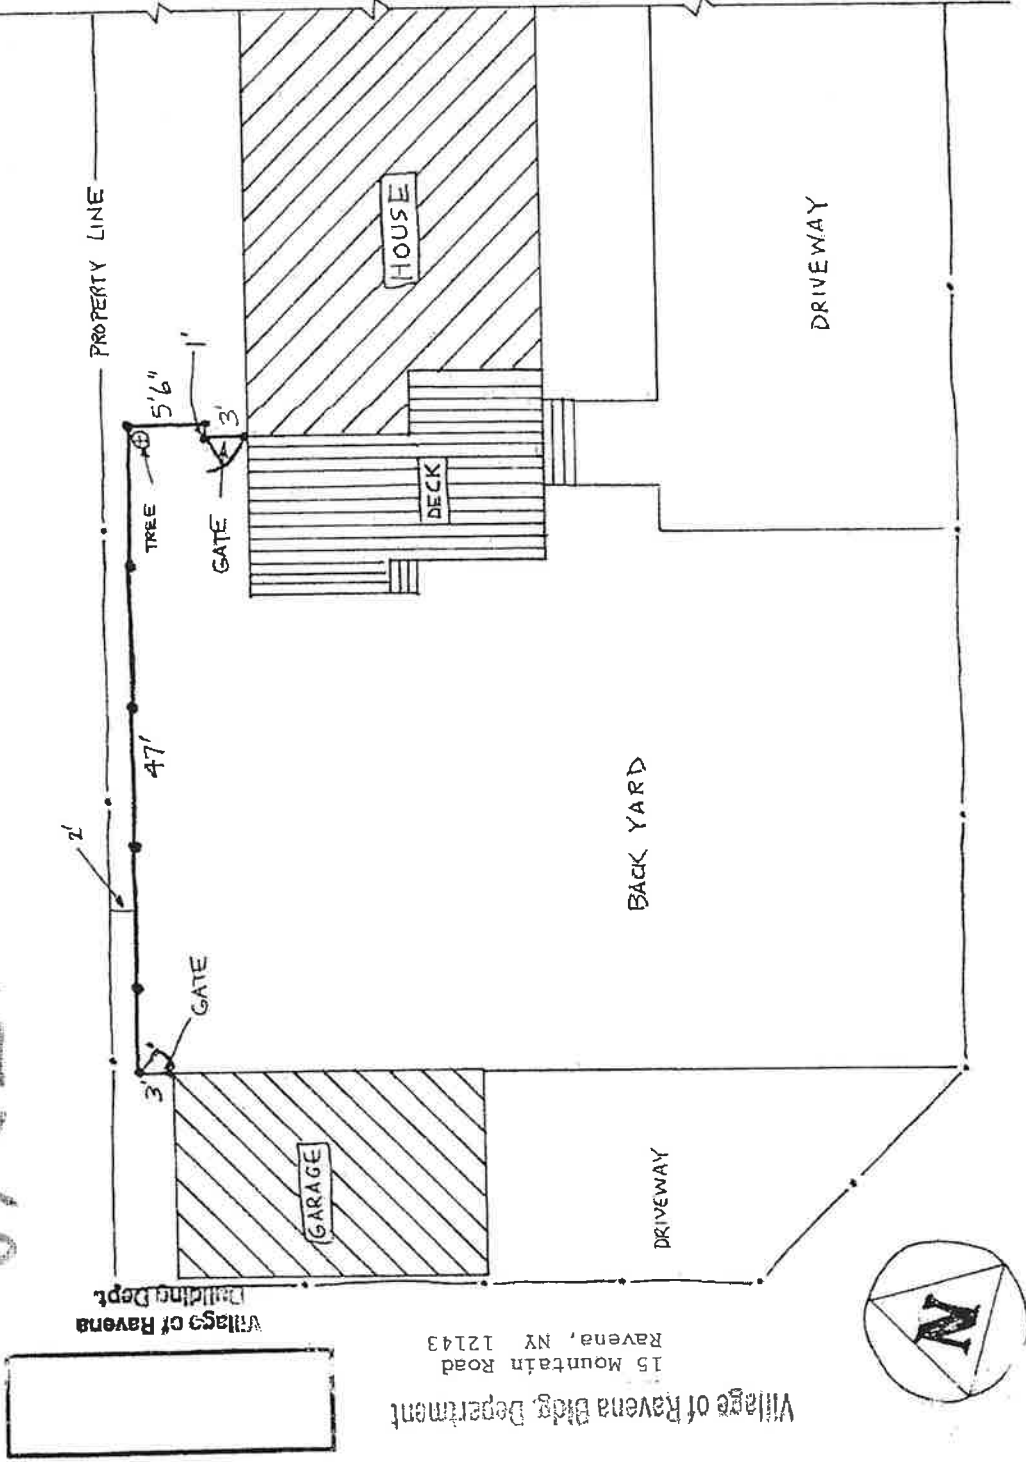 PROPERTY LINE
5'6"
1'
3'
TREE
GATE
HOUSE
DECK
DRIVEWAY
47'
2'
BACK YARD
GATE
3'
GARAGE
DRIVEWAY
N
Village of Ravena
Building Dept.
Village of Ravena Bldg. Department
15 Mountain Road
Ravena, NY 12143